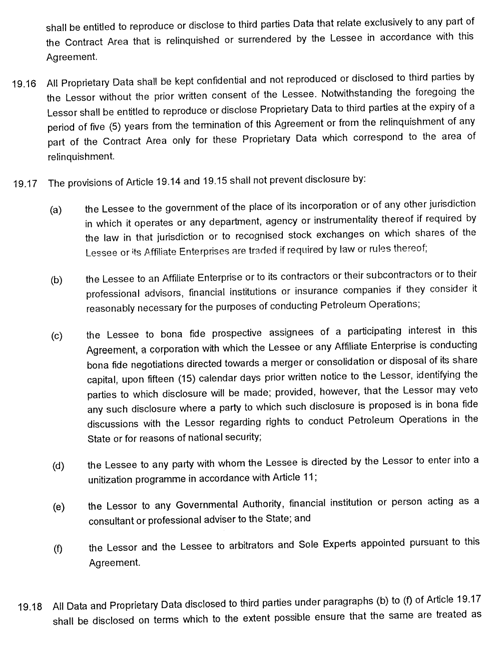 shall be entitled to reproduce or disclose to third parties Data that relate exclusively to any part of
the Contract Area that is relinquished or surrendered by the Lessee in accordance with this
Agreement.
19.16 All Proprietary Data shall be kept confidential and not reproduced or disclosed to third parties by
the Lessor without the prior written consent of the Lessee. Notwithstanding the foregoing the
Lessor shall be entitled to reproduce or disclose Proprietary Data to third parties at the expiry of a
period of five (5) years from the termination of this Agreement or from the relinquishment of any
part of the Contract Area only for these Proprietary Data which correspond to the area of
relinquishment.
19.17 The provisions of Article 19.14 and 19.15 shall not prevent disclosure by:
(a) the Lessee to the government of the place of its incorporation or of any other jurisdiction
in which it operates or any department, agency or instrumentality thereof if required by
the law in that jurisdiction or to recognised stock exchanges on which shares of the
Lessee or its Affiliate Enterprises are traded if required by law or rules thereof;
(b) the Lessee to an Affiliate Enterprise or to its contractors or their subcontractors or to their
professional advisors, financial institutions or insurance companies if they consider it
reasonably necessary for the purposes of conducting Petroleum Operations;
(c) the Lessee to bona fide prospective assignees of a participating interest in this
Agreement, a corporation with which the Lessee or any Affiliate Enterprise is conducting
bona fide negotiations directed towards a merger or consolidation or disposal of its share
capital, upon fifteen (15) calendar days prior written notice to the Lessor, identifying the
parties to which disclosure will be made; provided, however, that the Lessor may veto
any such disclosure where a party to which such disclosure is proposed is in bona fide
discussions with the Lessor regarding rights to conduct Petroleum Operations in the
State or for reasons of national security;
(d) the Lessee to any party with whom the Lessee is directed by the Lessor to enter into a
unitization programme in accordance with Article 11;
(e) the Lessor to any Governmental Authority, financial institution or person acting as a
consultant or professional adviser to the State; and
(f) the Lessor and the Lessee to arbitrators and Sole Experts appointed pursuant to this
Agreement.
19.18 All Data and Proprietary Data disclosed to third parties under paragraphs (b) to (f) of Article 19.17
shall be disclosed on terms which to the extent possible ensure that the same are treated as